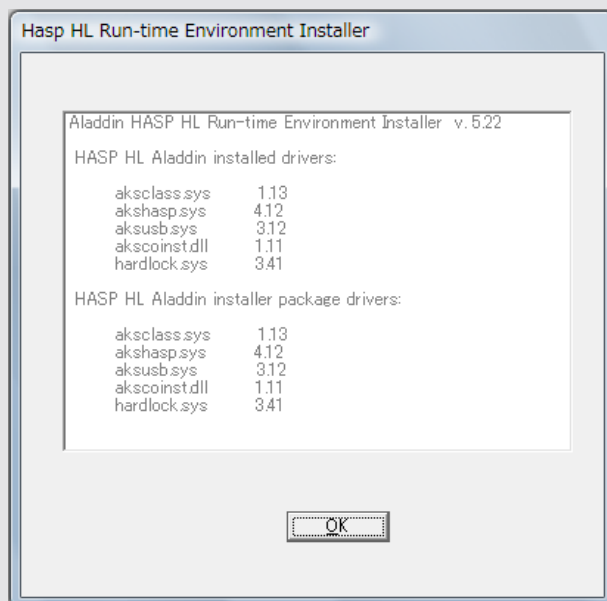 Hasp HL Run-time Environment Installer
Aladdin HASP HL Run-time Environment Installer v. 5.22
HASP HL Aladdin installed drivers:
aksclass.sys 1.13
akshasp.sys 4.12
aksusb.sys 3.12
akscoinst.dll 1.11
hardlock.sys 3.41
HASP HL Aladdin installer package drivers:
aksclass.sys 1.13
akshasp.sys 4.12
aksusb.sys 3.12
akscoinst.dll 1.11
hardlock.sys 3.41
OK